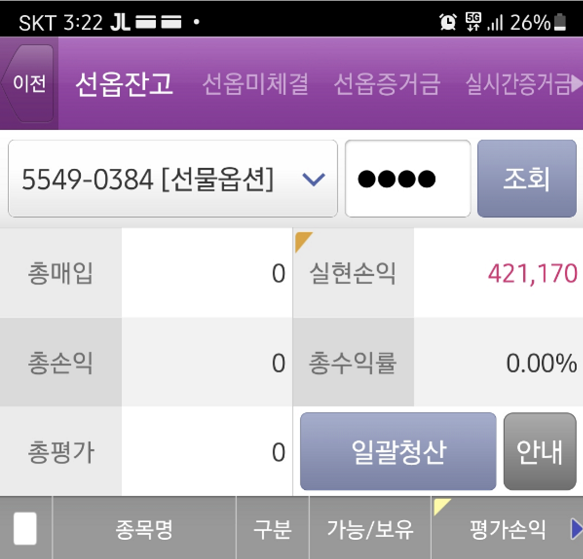 SKT 3:22
5G 26%
이전 선옵잔고 선옵미체결 선옵증거금 실시간증거금
5549-0384 [선물옵션] ●●●● 조회
총매입 0 실현손익 421,170
총손익 0 총수익률 0.00%
총평가 0 일괄청산 안내
종목명 구분 가능/보유 평가손익